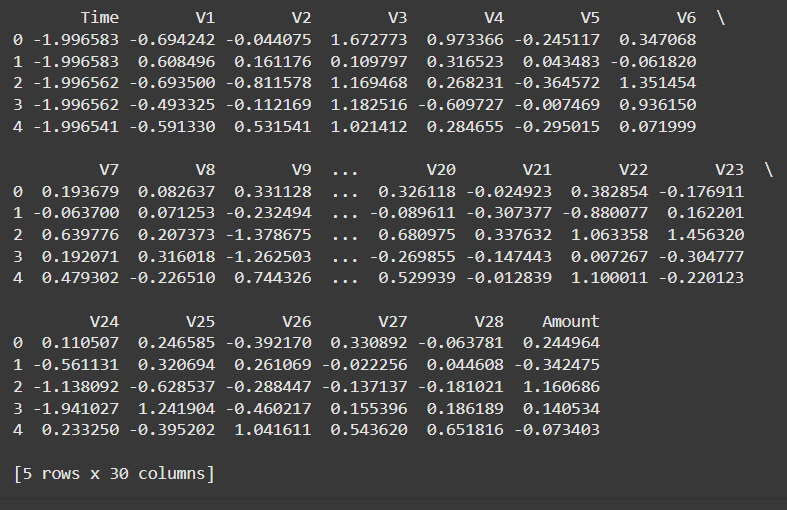 Time V1 V2 V3 V4 V5 V6 \
0 -1.996583 -0.694242 -0.044075 1.672773 0.973366 -0.245117 0.347068
1 -1.996583 0.608496 0.161176 0.109797 0.316523 0.043483 -0.061820
2 -1.996562 -0.693500 -0.811578 1.169468 0.268231 -0.364572 1.351454
3 -1.996562 -0.493325 -0.112169 1.182516 -0.609727 -0.007469 0.936150
4 -1.996541 -0.591330 0.531541 1.021412 0.284655 -0.295015 0.071999
V7 V8 V9 ... V20 V21 V22 V23 \
0 0.193679 0.082637 0.331128 ... 0.326118 -0.024923 0.382854 -0.176911
1 -0.063700 0.071253 -0.232494 ... -0.089611 -0.307377 -0.880077 0.162201
2 0.639776 0.207373 -1.378675 ... 0.680975 0.337632 1.063358 1.456320
3 0.192071 0.316018 -1.262503 ... -0.269855 -0.147443 0.007267 -0.304777
4 0.479302 -0.226510 0.744326 ... 0.529939 -0.012839 1.100011 -0.220123
V24 V25 V26 V27 V28 Amount
0 0.110507 0.246585 -0.392170 0.330892 -0.063781 0.244964
1 -0.561131 0.320694 0.261069 -0.022256 0.044608 -0.342475
2 -1.138092 -0.628537 -0.288447 -0.137137 -0.181021 1.160686
3 -1.941027 1.241904 -0.460217 0.155396 0.186189 0.140534
4 0.233250 -0.395202 1.041611 0.543620 0.651816 -0.073403
[5 rows x 30 columns]